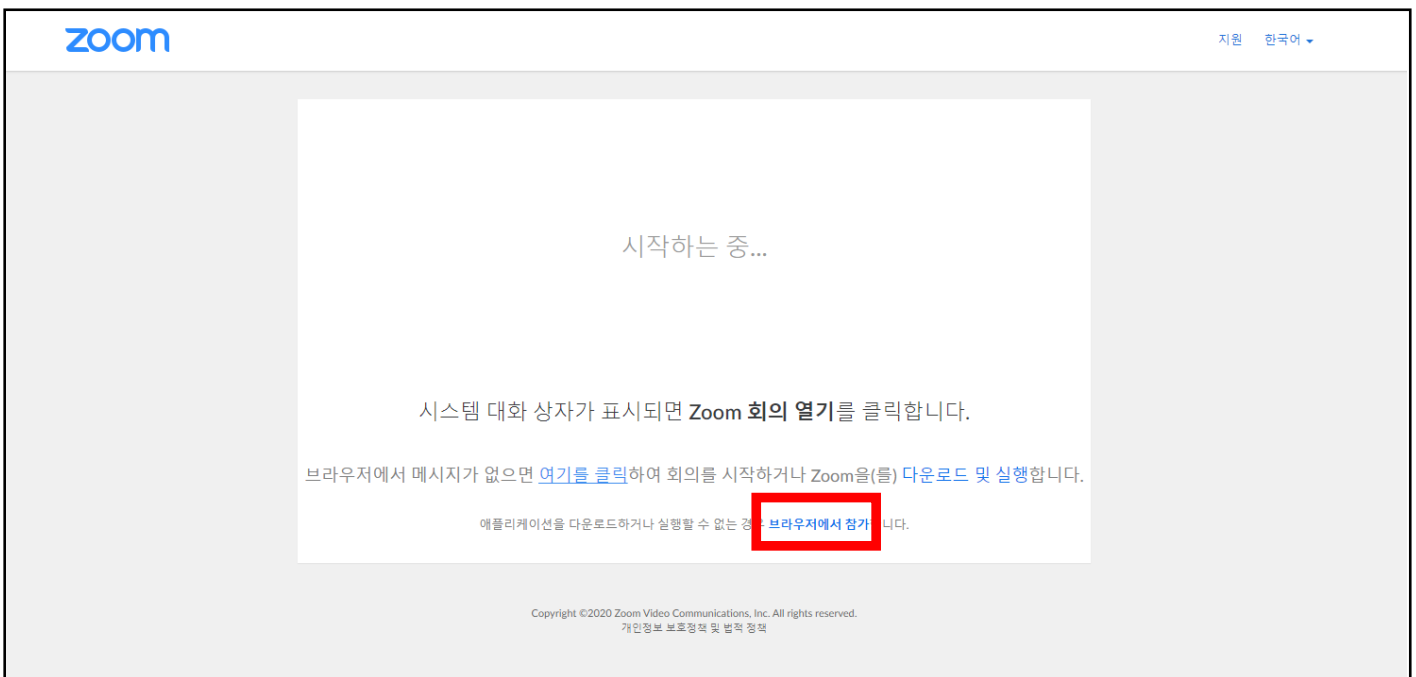 zoom
지원 한국어
시작하는 중...
시스템 대화 상자가 표시되면 Zoom 회의 열기를 클릭합니다.
브라우저에서 메시지가 없으면 여기를 클릭하여 회의를 시작하거나 Zoom을(를) 다운로드 및 실행합니다.
애플리케이션을 다운로드하거나 실행할 수 없는 경우 브라우저에서 참가합니다.
Copyright ©2020 Zoom Video Communications, Inc. All rights reserved.
개인정보 보호정책 및 법적 정책